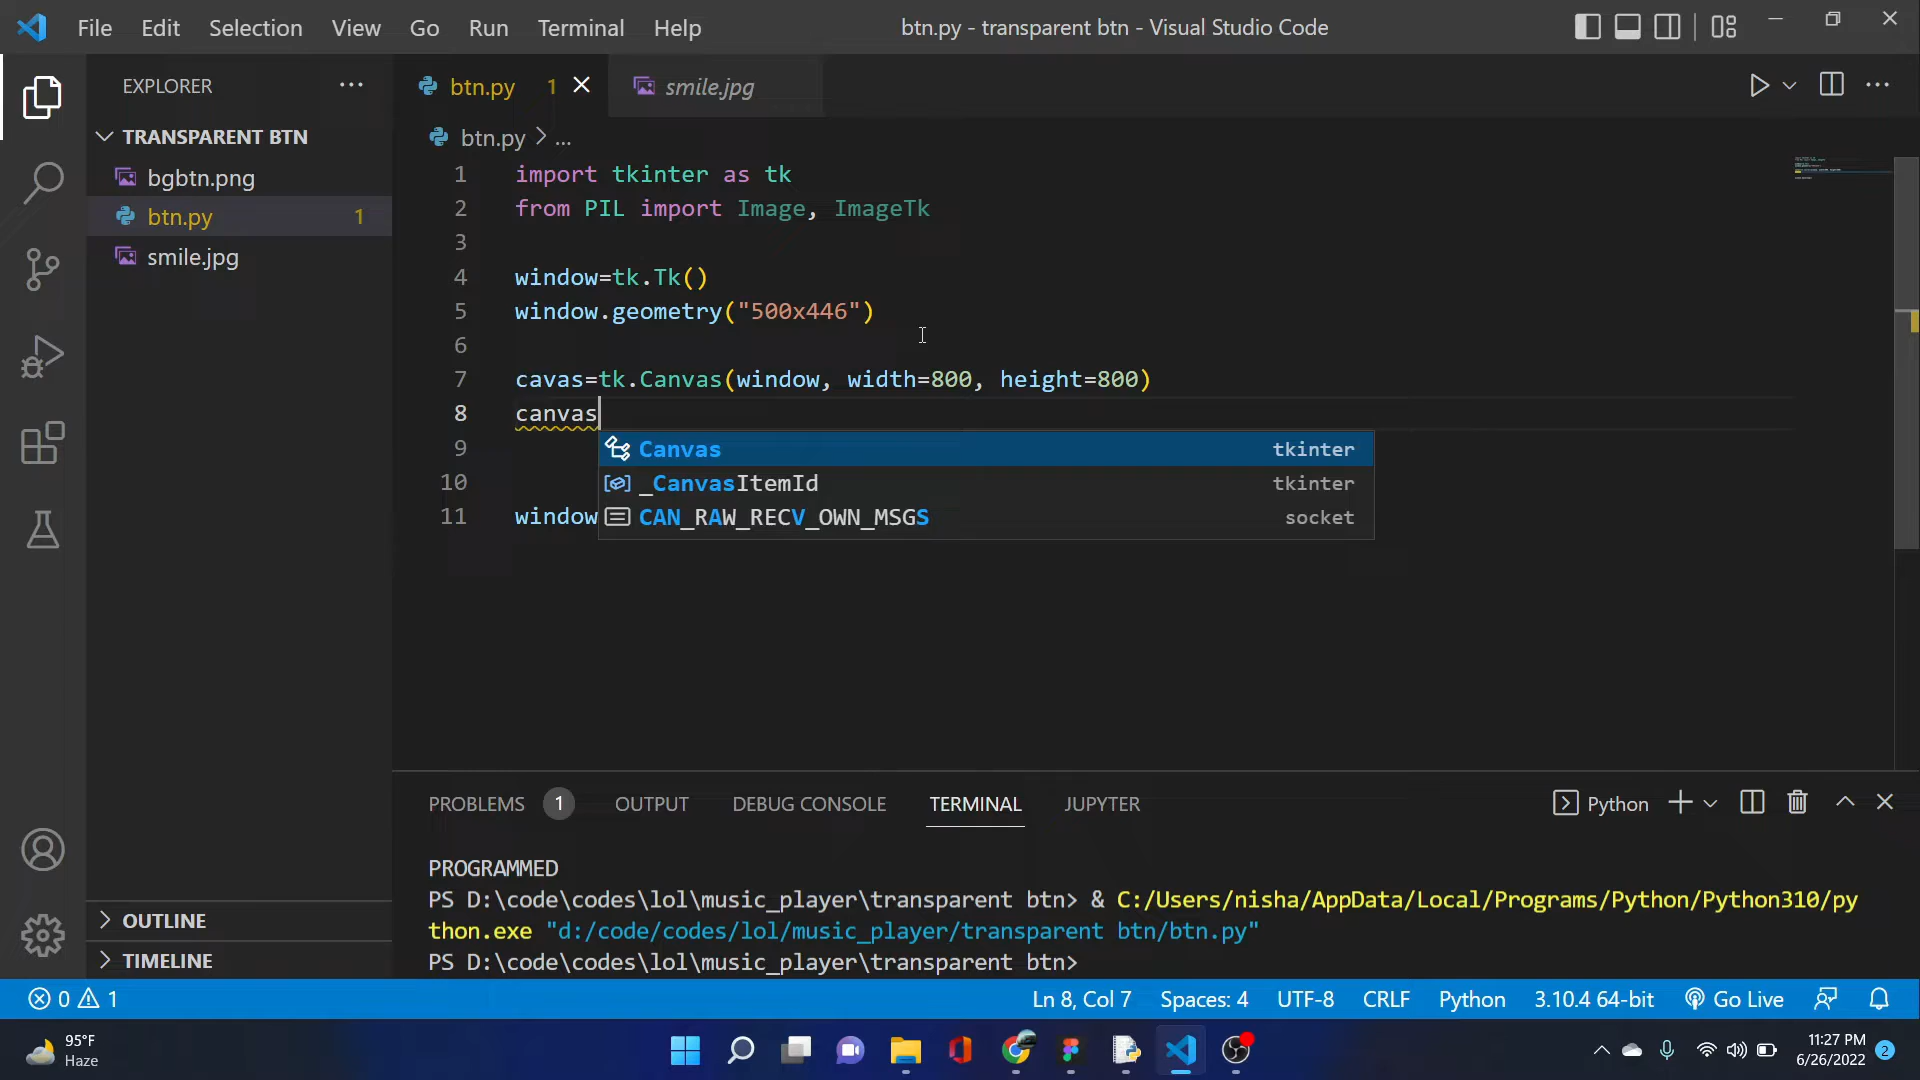 File Edit Selection View Go Run Terminal Help
btn.py - transparent btn - Visual Studio Code
EXPLORER
TRANSPARENT BTN
bgbtn.png
btn.py 1
smile.jpg
OUTLINE
TIMELINE
btn.py 1
smile.jpg
btn.py > ...
1 import tkinter as tk
2 from PIL import Image, ImageTk
3
4 window=tk.Tk()
5 window.geometry("500x446")
6
7 cavas=tk.Canvas(window, width=800, height=800)
8 canvas
9
10
11 window
Canvas tkinter
_CanvasItemId tkinter
CAN_RAW_RECV_OWN_MSGS socket
PROBLEMS 1 OUTPUT DEBUG CONSOLE TERMINAL JUPYTER
Python
PROGRAMMED
PS D:\code\codes\lol\music_player\transparent btn> & C:/Users/nisha/AppData/Local/Programs/Python/Python310/py
thon.exe "d:/code/codes/lol/music_player/transparent btn/btn.py"
PS D:\code\codes\lol\music_player\transparent btn>
0 1
Ln 8, Col 7 Spaces: 4 UTF-8 CRLF Python 3.10.4 64-bit Go Live
95°F
Haze
11:27 PM
6/26/2022
2